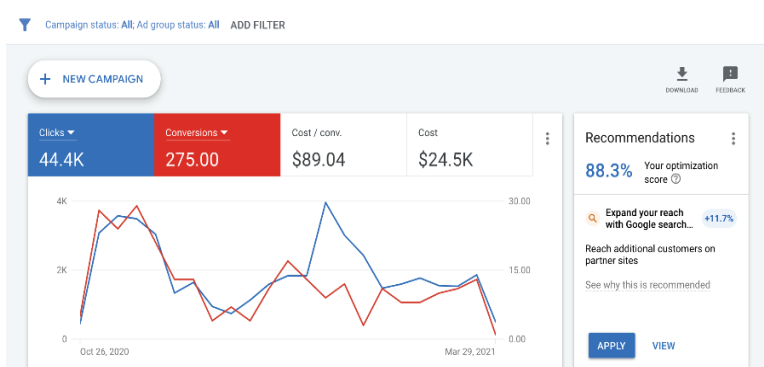 Campaign status: All; Ad group status: All ADD FILTER
+ NEW CAMPAIGN
DOWNLOAD
FEEDBACK
Clicks
44.4K
Conversions
275.00
Cost / conv.
$89.04
Cost
$24.5K
4K
2K
0
30.00
15.00
0.00
Oct 26, 2020
Mar 29, 2021
Recommendations
88.3%
Your optimization
score
Expand your reach
with Google search...
+11.7%
Reach additional customers on
partner sites
See why this is recommended
APPLY
VIEW